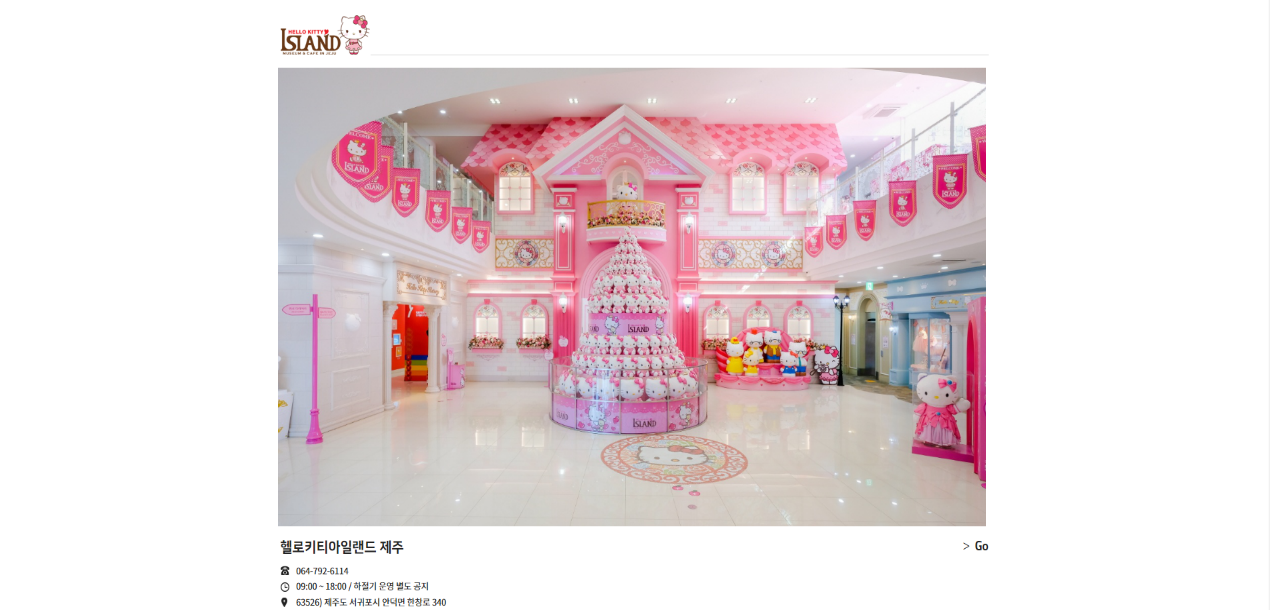 HELLO KITTY
ISLAND
MUSEUM & CAFE IN JEJU
ISLAND
ISLAND
헬로키티아일랜드 제주
> Go
064-792-6114
09:00 ~ 18:00 / 하절기 운영 별도 공지
63526) 제주도 서귀포시 안덕면 한창로 340